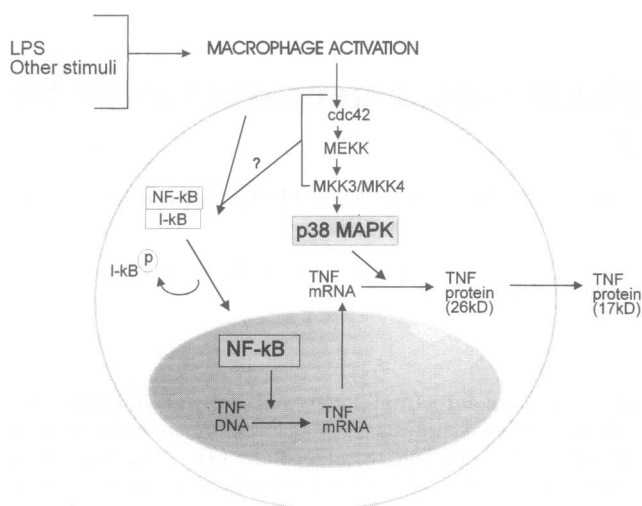 LPS
Other stimuli
MACROPHAGE ACTIVATION
cdc42
MEKK
?
MKK3/MKK4
NF-kB
I-kB
p38 MAPK
I-kB
p
TNF
mRNA
TNF
protein
(26kD)
TNF
protein
(17kD)
NF-kB
TNF
DNA
TNF
mRNA